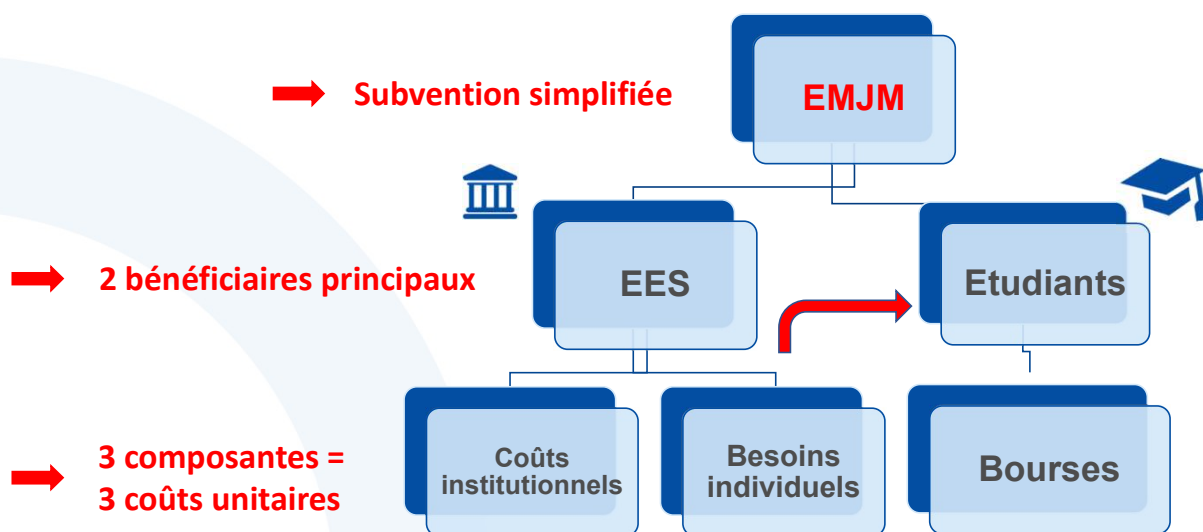 Subvention simplifiée
EMJM
2 bénéficiaires principaux
EES
Etudiants
3 composantes =
3 coûts unitaires
Coûts
institutionnels
Besoins
individuels
Bourses